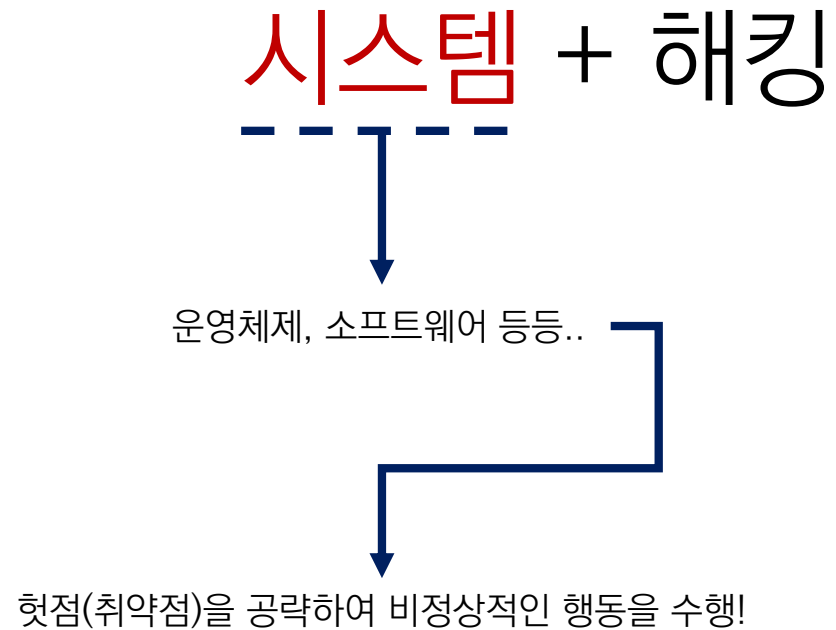 시스템 + 해킹
운영체제, 소프트웨어 등등..
헛점(취약점)을 공략하여 비정상적인 행동을 수행!